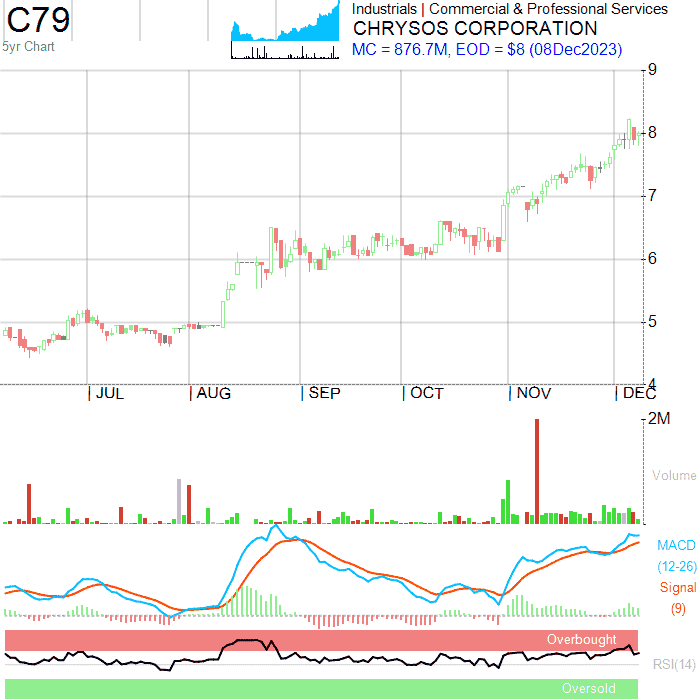 C79
5yr Chart
Industrials | Commercial & Professional Services
CHRYSOS CORPORATION
MC = 876.7M, EOD = $8 (08Dec2023)
9
8
7
6
5
4
JUL AUG SEP OCT NOV DEC
2M
Volume
MACD
(12-26)
Signal
(9)
Overbought
RSI(14)
Oversold